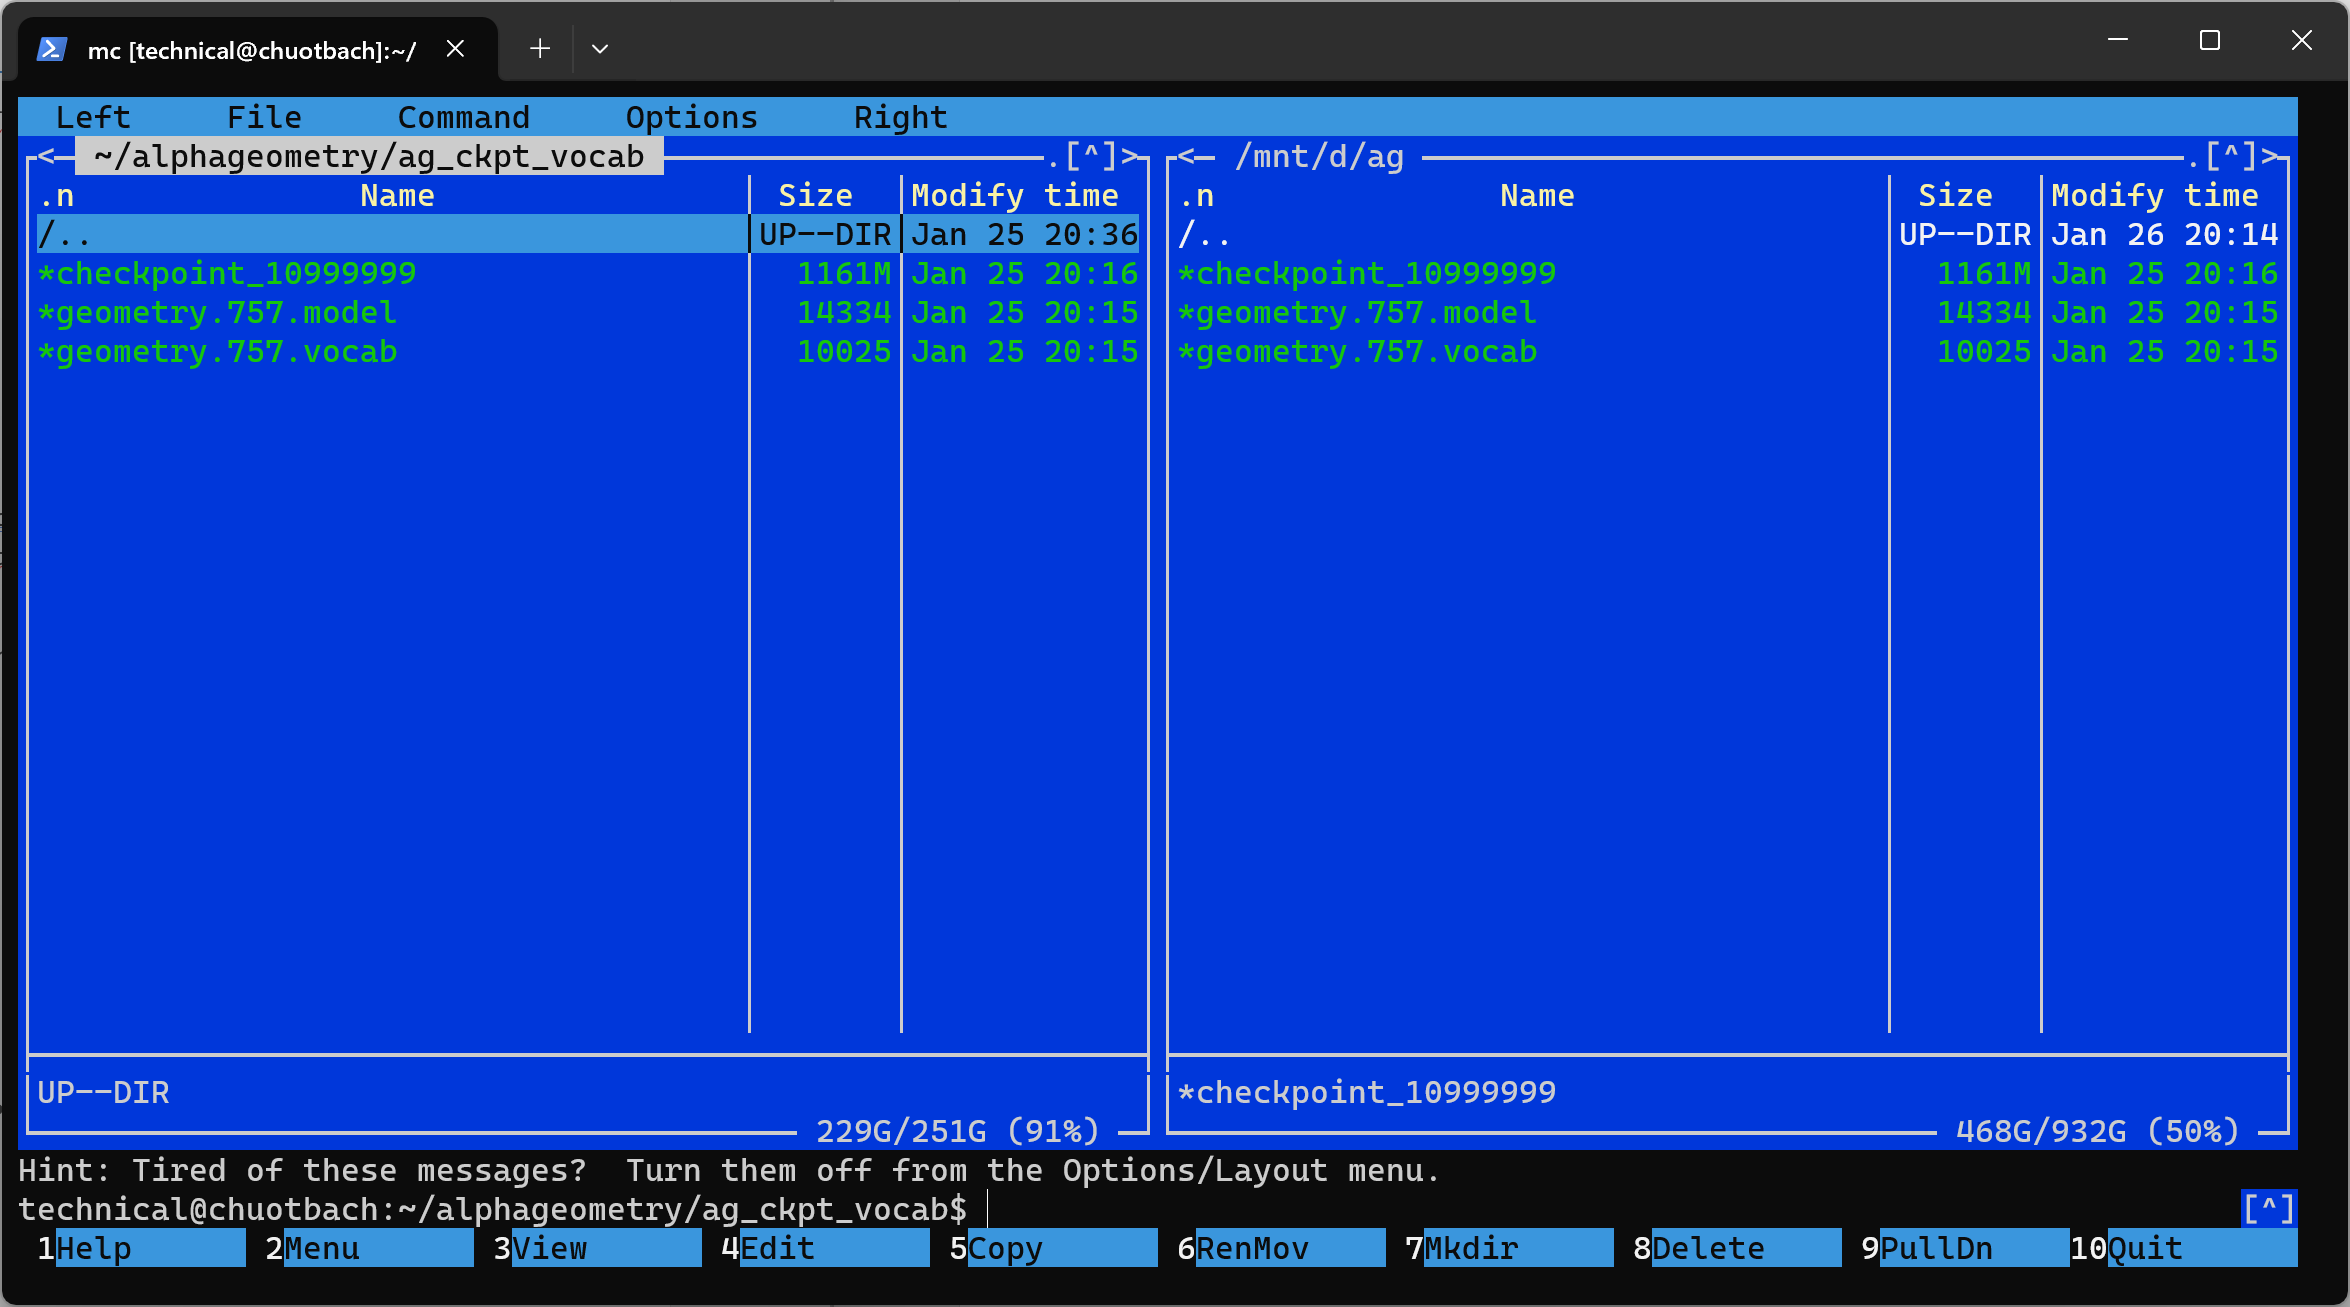 mc [technical@chuotbach]:~/
Left File Command Options Right
<─ ~/alphageometry/ag_ckpt_vocab ─.[^]> <─ /mnt/d/ag ─.[^]>
.n Name Size Modify time .n Name Size Modify time
/.. UP--DIR Jan 25 20:36 /.. UP--DIR Jan 26 20:14
*checkpoint_10999999 1161M Jan 25 20:16 *checkpoint_10999999 1161M Jan 25 20:16
*geometry.757.model 14334 Jan 25 20:15 *geometry.757.model 14334 Jan 25 20:15
*geometry.757.vocab 10025 Jan 25 20:15 *geometry.757.vocab 10025 Jan 25 20:15
UP--DIR *checkpoint_10999999
229G/251G (91%) 468G/932G (50%)
Hint: Tired of these messages?  Turn them off from the Options/Layout menu.
technical@chuotbach:~/alphageometry/ag_ckpt_vocab$ [^]
1Help 2Menu 3View 4Edit 5Copy 6RenMov 7Mkdir 8Delete 9PullDn 10Quit